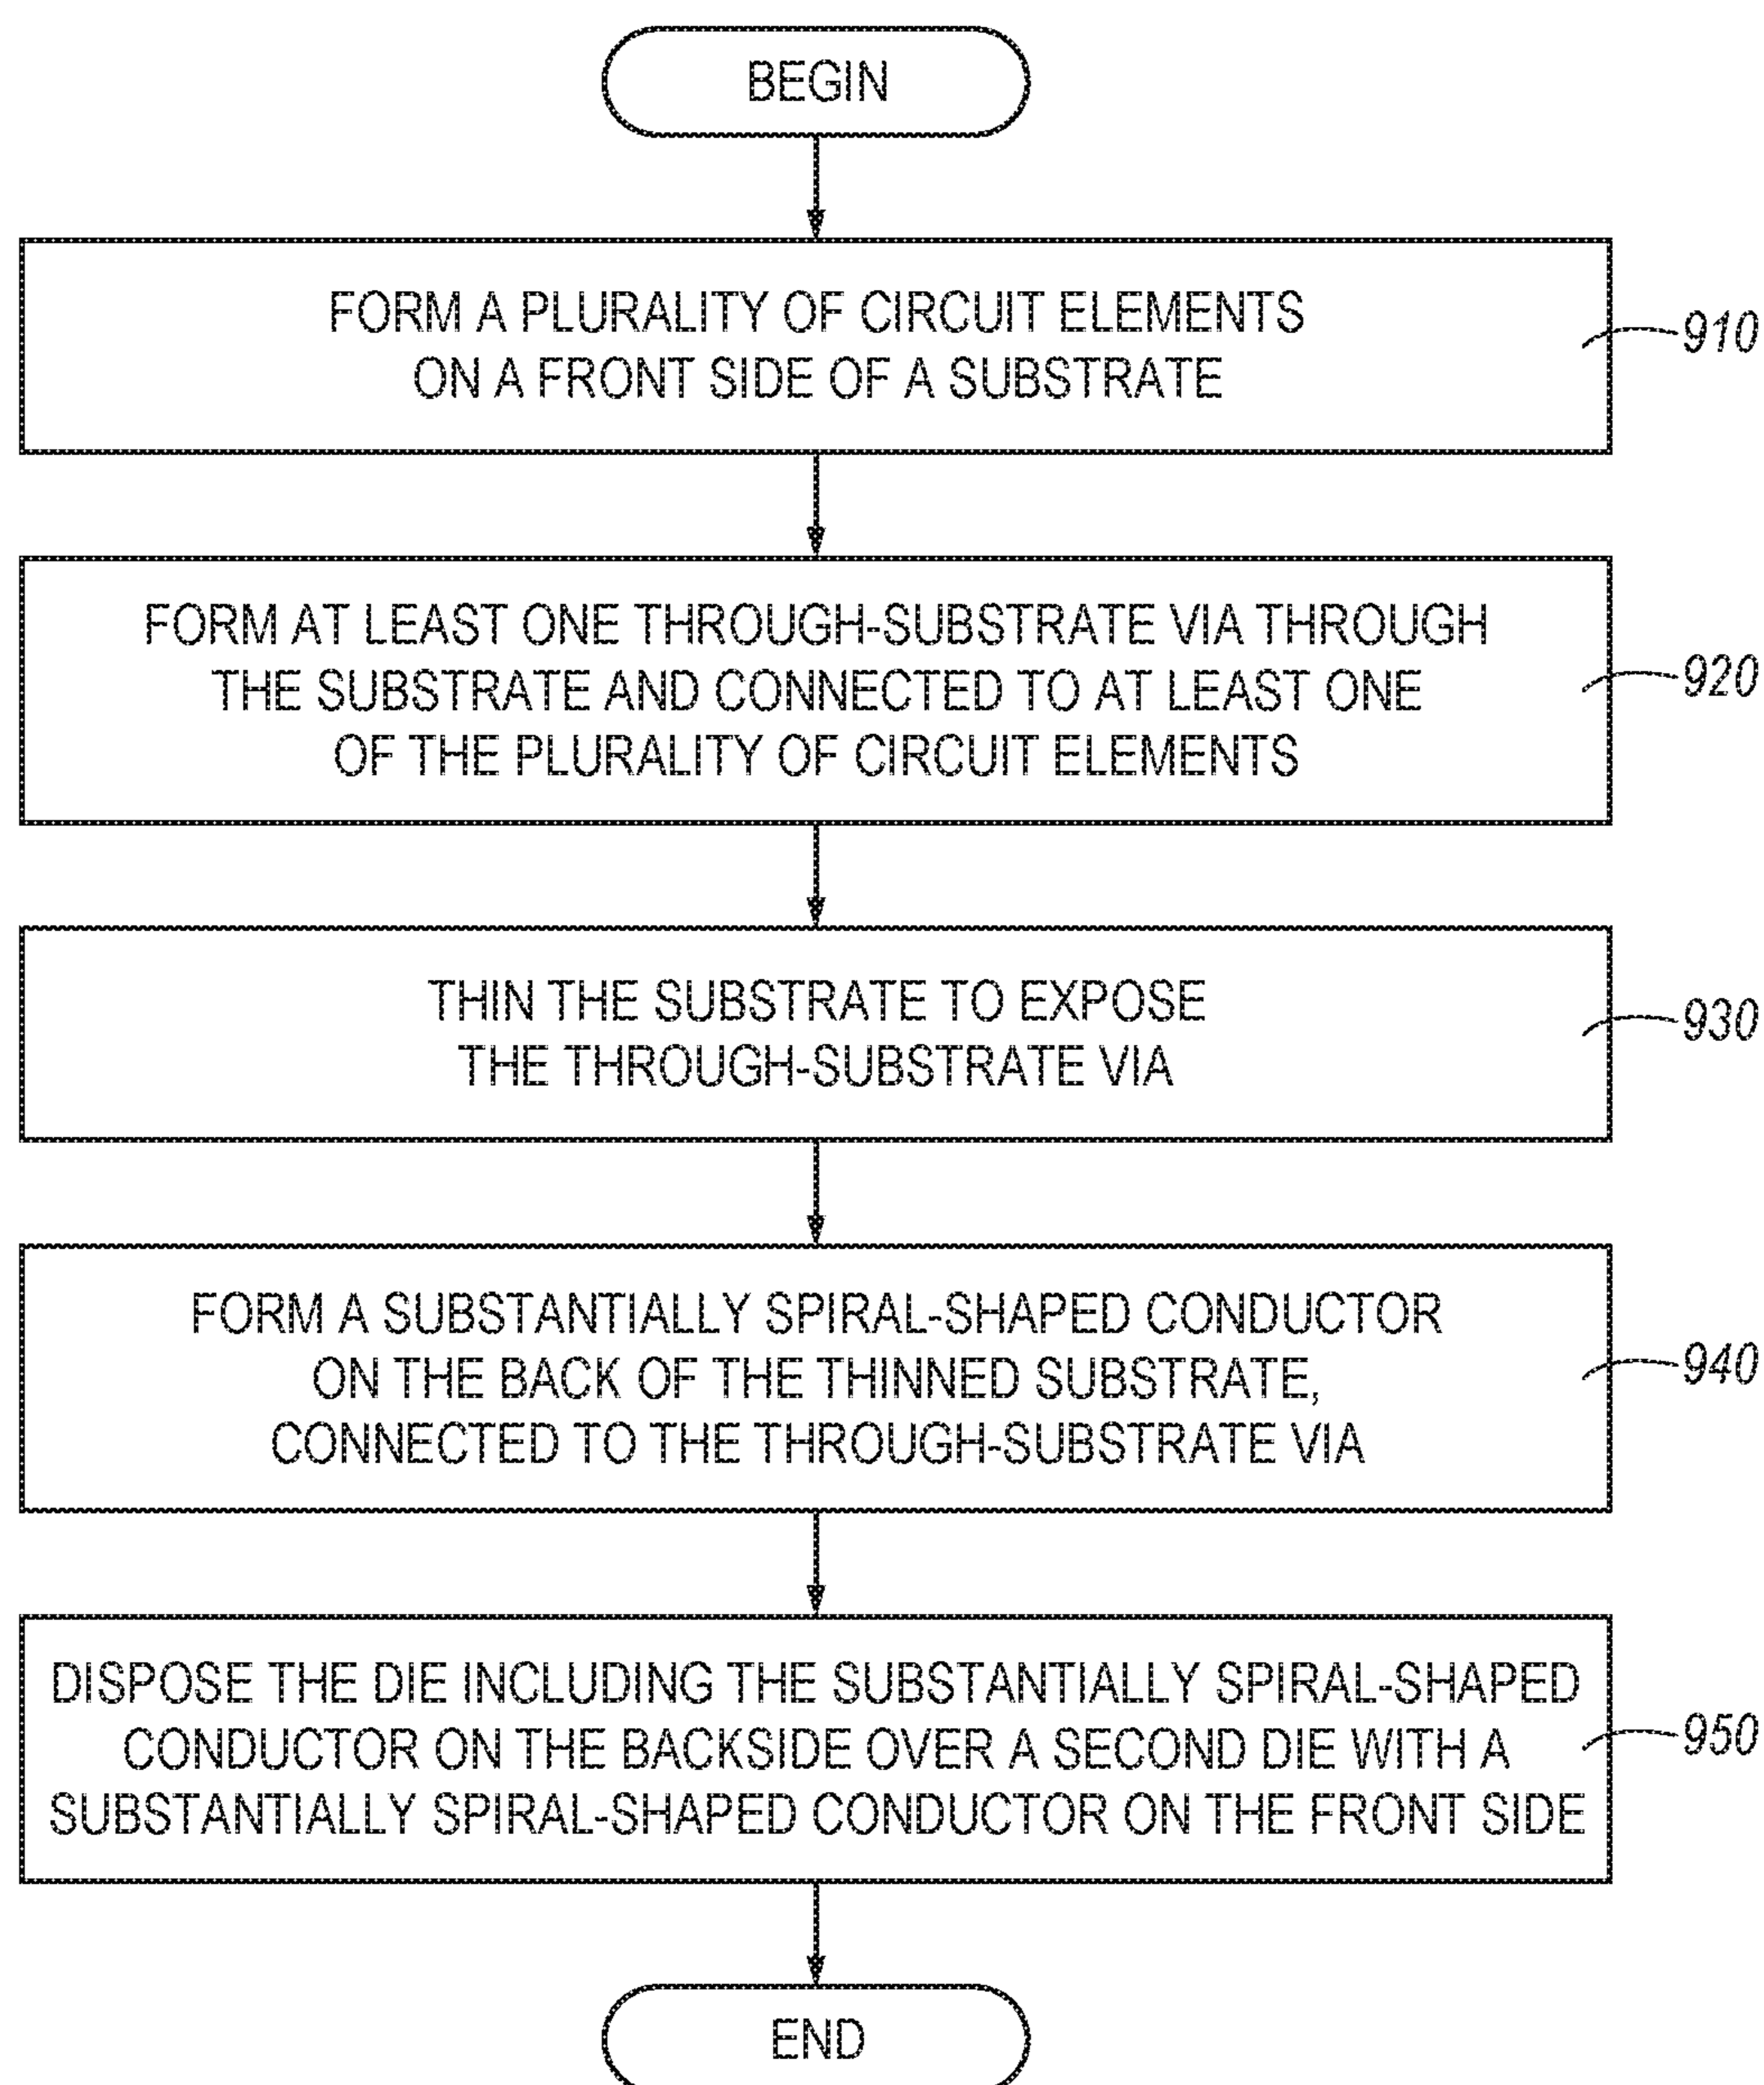 BEGIN
FORM A PLURALITY OF CIRCUIT ELEMENTS
ON A FRONT SIDE OF A SUBSTRATE
910
FORM AT LEAST ONE THROUGH-SUBSTRATE VIA THROUGH
THE SUBSTRATE AND CONNECTED TO AT LEAST ONE
OF THE PLURALITY OF CIRCUIT ELEMENTS
920
THIN THE SUBSTRATE TO EXPOSE
THE THROUGH-SUBSTRATE VIA
930
FORM A SUBSTANTIALLY SPIRAL-SHAPED CONDUCTOR
ON THE BACK OF THE THINNED SUBSTRATE,
CONNECTED TO THE THROUGH-SUBSTRATE VIA
940
DISPOSE THE DIE INCLUDING THE SUBSTANTIALLY SPIRAL-SHAPED
CONDUCTOR ON THE BACKSIDE OVER A SECOND DIE WITH A
SUBSTANTIALLY SPIRAL-SHAPED CONDUCTOR ON THE FRONT SIDE
950
END